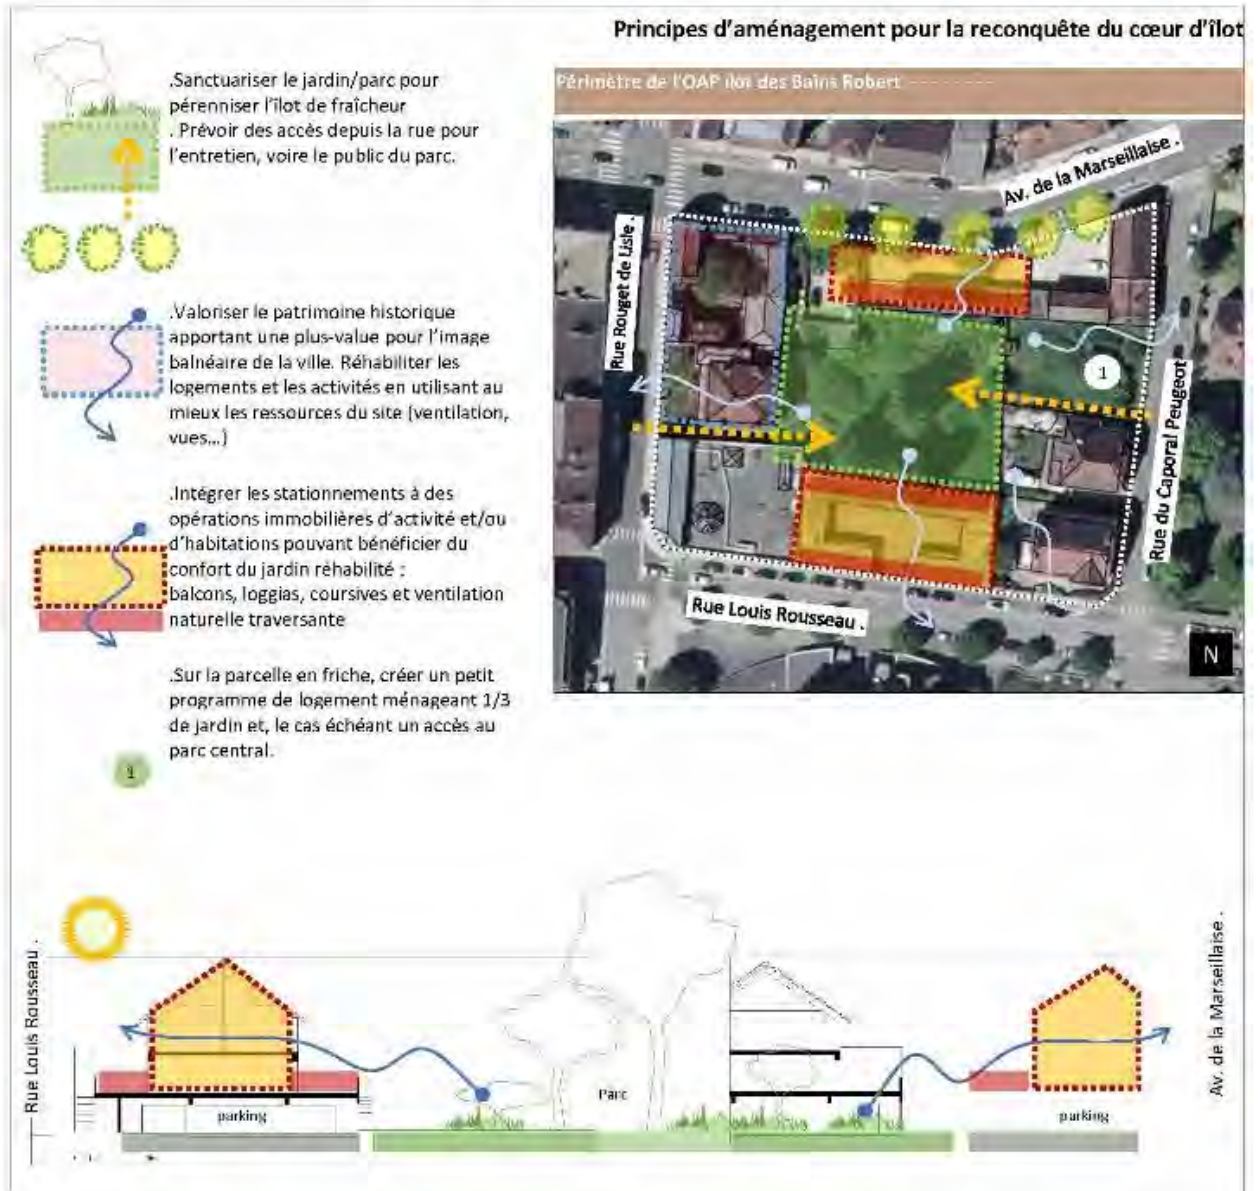 Principes d'aménagement pour la reconquête du cœur d'îlot
.Sanctuariser le jardin/parc pour
pérenniser l'îlot de fraîcheur
. Prévoir des accès depuis la rue pour
l'entretien, voire le public du parc.
.Valoriser le patrimoine historique
apportant une plus-value pour l'image
balnéaire de la ville. Réhabiliter les
logements et les activités en utilisant au
mieux les ressources du site (ventilation,
vues...)
.Intégrer les stationnements à des
opérations immobilières d'activité et/ou
d'habitations pouvant bénéficier du
confort du jardin réhabilité :
balcons, loggias, coursives et ventilation
naturelle traversante
.Sur la parcelle en friche, créer un petit
programme de logement ménageant 1/3
de jardin et, le cas échéant un accès au
parc central.
1
Périmètre de l'OAP ilot des Bains Robert --------
Av. de la Marseillaise .
Rue Rouget de Lisle .
1
Rue du Caporal Peugeot
Rue Louis Rousseau .
N
Rue Louis Rousseau .
parking
Parc
parking
Av. de la Marseillaise .